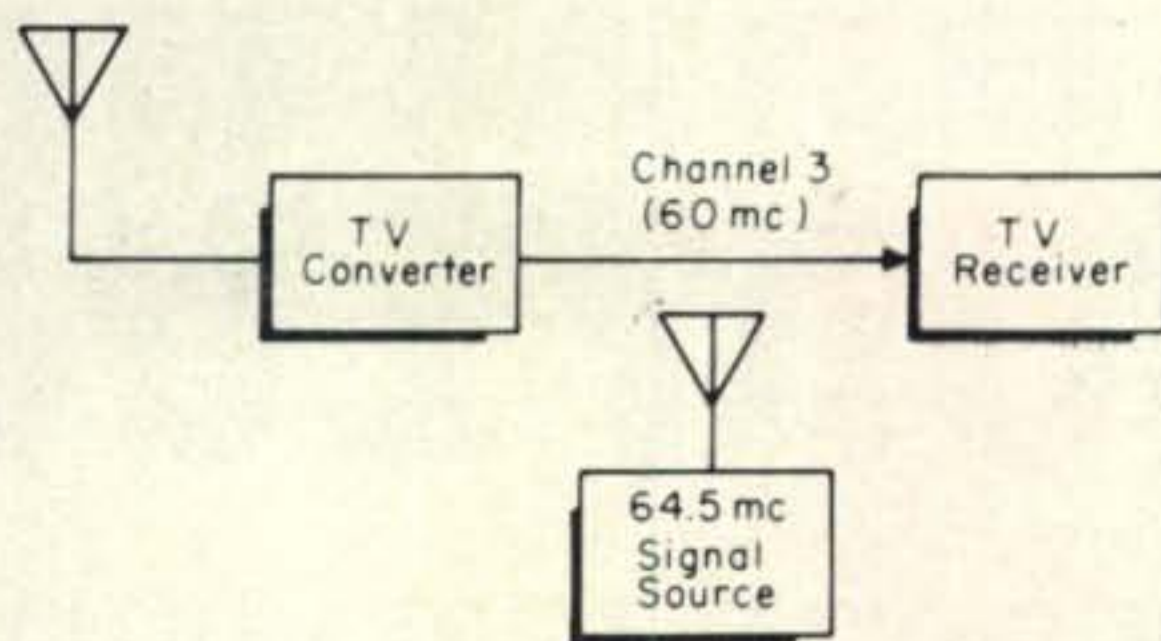 TV
Converter
Channel 3
(60 mc)
TV
Receiver
64.5 mc
Signal
Source